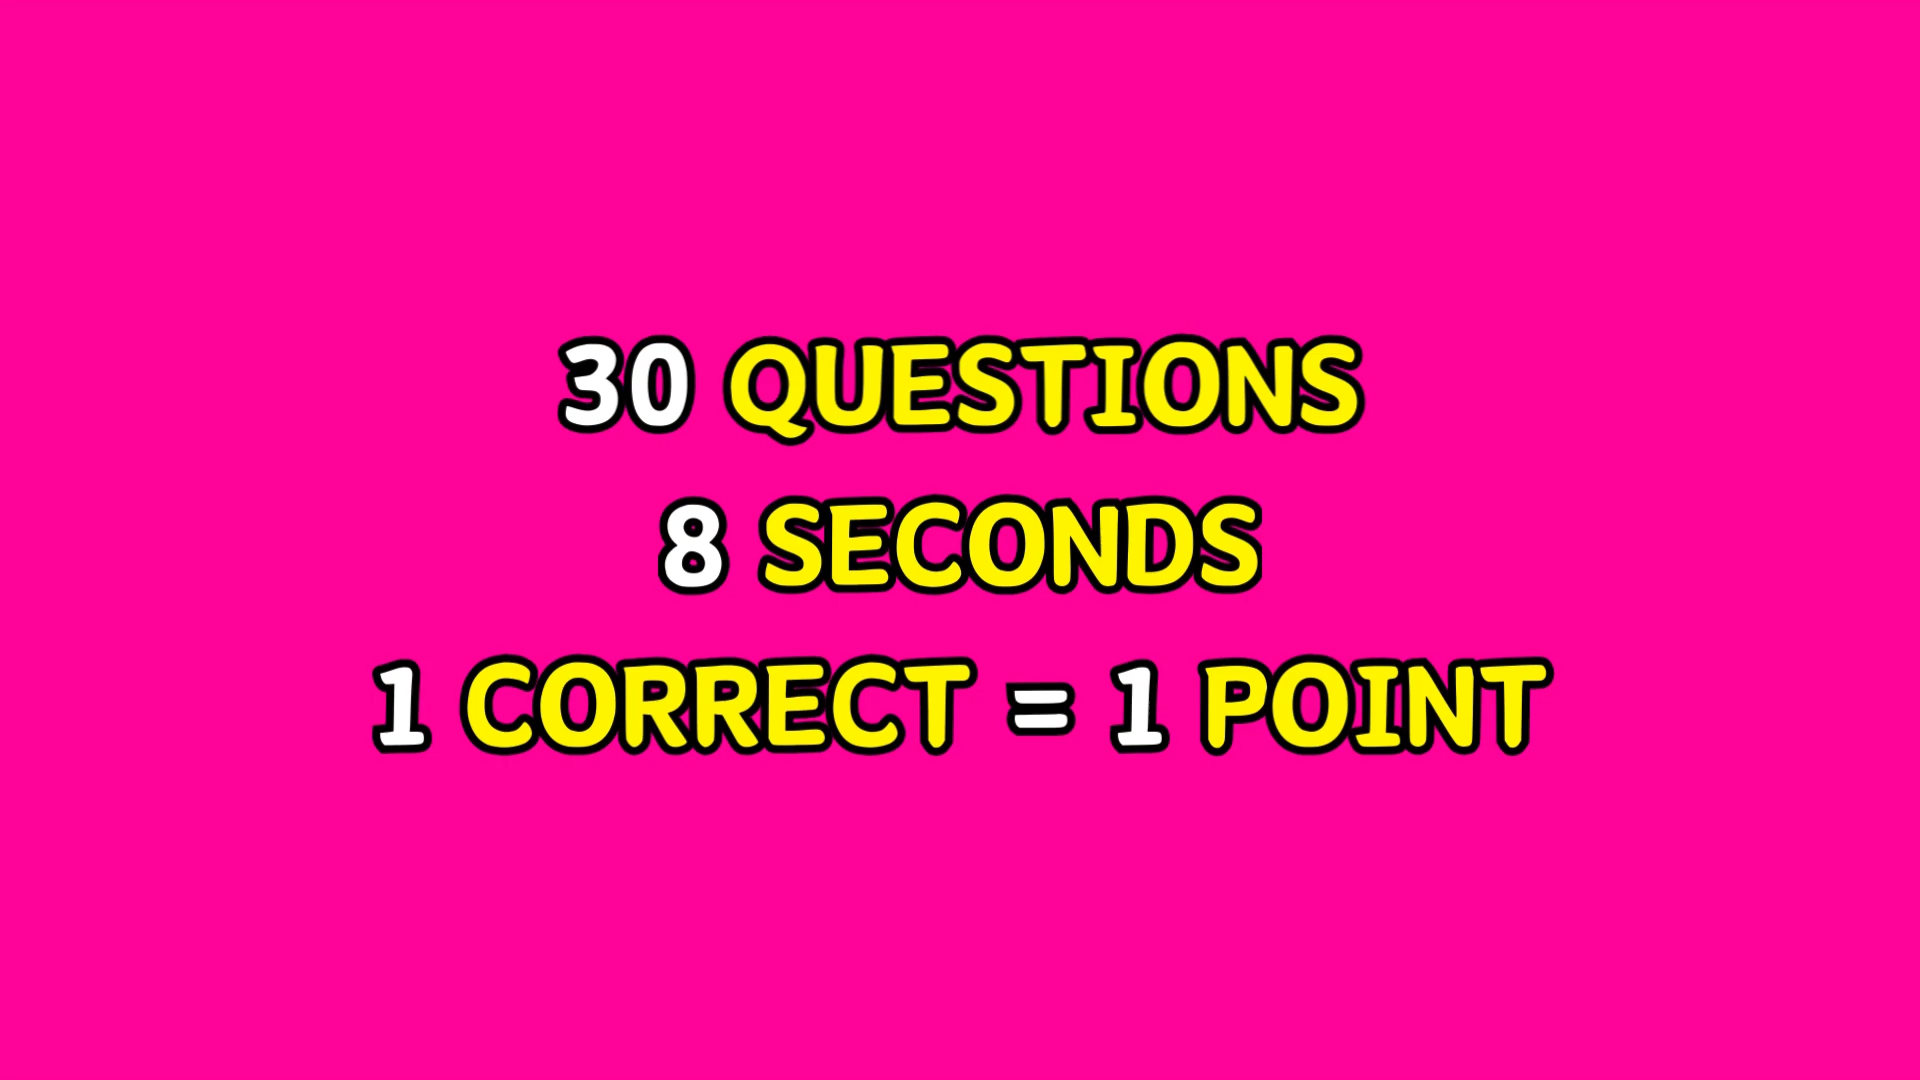 30 QUESTIONS
8 SECONDS
1 CORRECT = 1 POINT